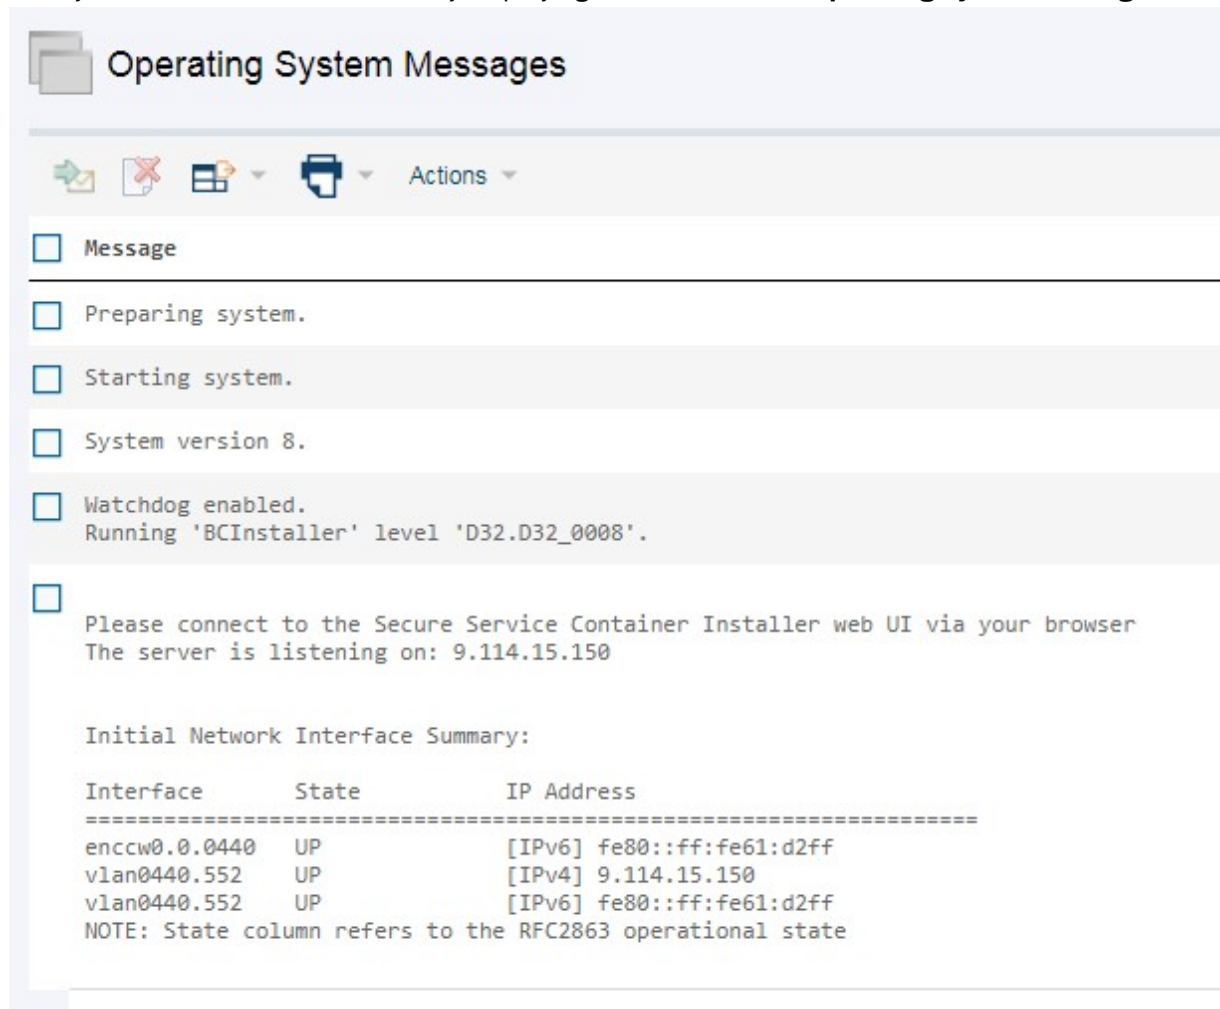 Operating System Messages
Actions
Message
Preparing system.
Starting system.
System version 8.
Watchdog enabled.
Running 'BCInstaller' level 'D32.D32_0008'.
Please connect to the Secure Service Container Installer web UI via your browser
The server is listening on: 9.114.15.150
Initial Network Interface Summary:
Interface State IP Address
=====================================================================
enccw0.0.0440 UP [IPv6] fe80::ff:fe61:d2ff
vlan0440.552 UP [IPv4] 9.114.15.150
vlan0440.552 UP [IPv6] fe80::ff:fe61:d2ff
NOTE: State column refers to the RFC2863 operational state